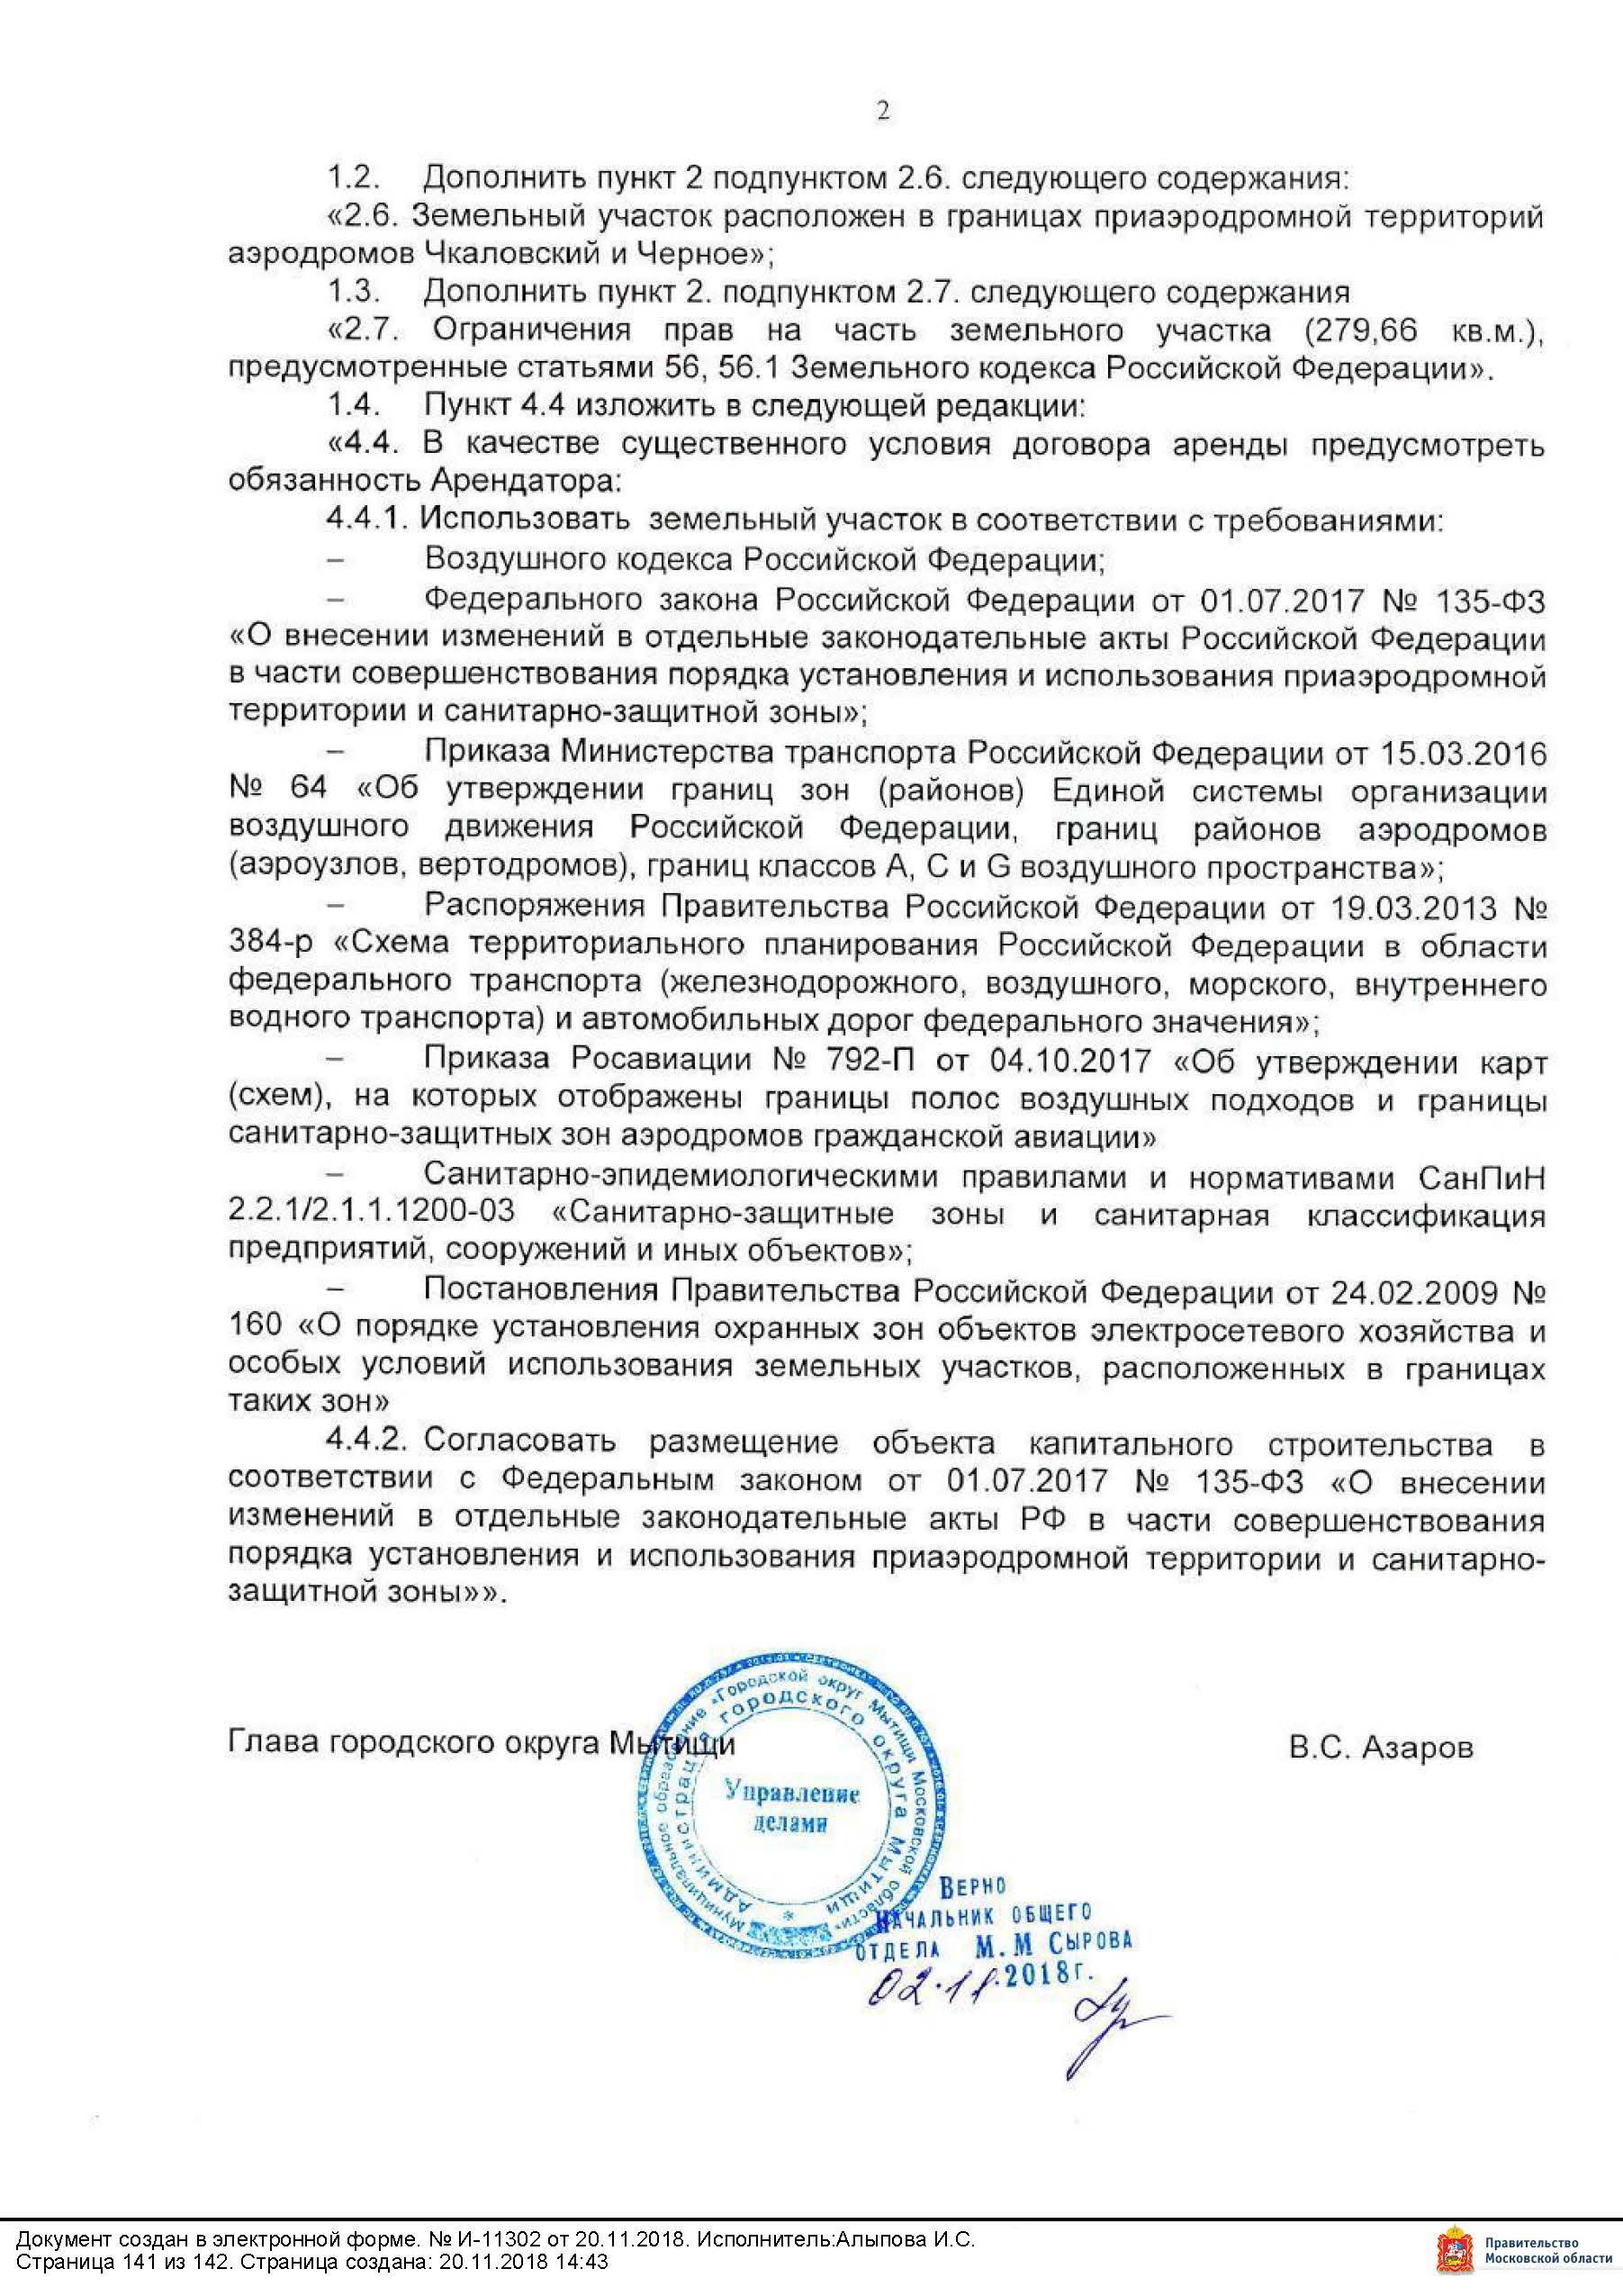 2
1.2. Дополнить пункт 2 подпунктом 2.6. следующего содержания:
«2.6. Земельный участок расположен в границах приаэродромной территорий
аэродромов Чкаловский и Черное»;
1.3. Дополнить пункт 2. подпунктом 2.7. следующего содержания
«2.7. Ограничения прав на часть земельного участка (279,66 кв.м.),
предусмотренные статьями 56, 56.1 Земельного кодекса Российской Федерации».
1.4. Пункт 4.4 изложить в следующей редакции:
«4.4. В качестве существенного условия договора аренды предусмотреть
обязанность Арендатора:
4.4.1. Использовать земельный участок в соответствии с требованиями:
– Воздушного кодекса Российской Федерации;
– Федерального закона Российской Федерации от 01.07.2017 № 135-ФЗ
«О внесении изменений в отдельные законодательные акты Российской Федерации
в части совершенствования порядка установления и использования приаэродромной
территории и санитарно-защитной зоны»;
– Приказа Министерства транспорта Российской Федерации от 15.03.2016
№ 64 «Об утверждении границ зон (районов) Единой системы организации
воздушного движения Российской Федерации, границ районов аэродромов
(аэроузлов, вертодромов), границ классов А, С и G воздушного пространства»;
– Распоряжения Правительства Российской Федерации от 19.03.2013 №
384-р «Схема территориального планирования Российской Федерации в области
федерального транспорта (железнодорожного, воздушного, морского, внутреннего
водного транспорта) и автомобильных дорог федерального значения»;
– Приказа Росавиации № 792-П от 04.10.2017 «Об утверждении карт
(схем), на которых отображены границы полос воздушных подходов и границы
санитарно-защитных зон аэродромов гражданской авиации»
– Санитарно-эпидемиологическими правилами и нормативами СанПиН
2.2.1/2.1.1.1200-03 «Санитарно-защитные зоны и санитарная классификация
предприятий, сооружений и иных объектов»;
– Постановления Правительства Российской Федерации от 24.02.2009 №
160 «О порядке установления охранных зон объектов электросетевого хозяйства и
особых условий использования земельных участков, расположенных в границах
таких зон»
4.4.2. Согласовать размещение объекта капитального строительства в
соответствии с Федеральным законом от 01.07.2017 № 135-ФЗ «О внесении
изменений в отдельные законодательные акты РФ в части совершенствования
порядка установления и использования приаэродромной территории и санитарно-
защитной зоны»».
Глава городского округа Мытищи В.С. Азаров
Муниципальное образование «Городской округ Мытищи Московской области»
Администрация городского округа Мытищи
Управление
делами
Верно
Начальник общего
отдела М.М Сырова
02.11.2018г.
Документ создан в электронной форме. № И-11302 от 20.11.2018. Исполнитель:Алыпова И.С.
Страница 141 из 142. Страница создана: 20.11.2018 14:43
Правительство
Московской области